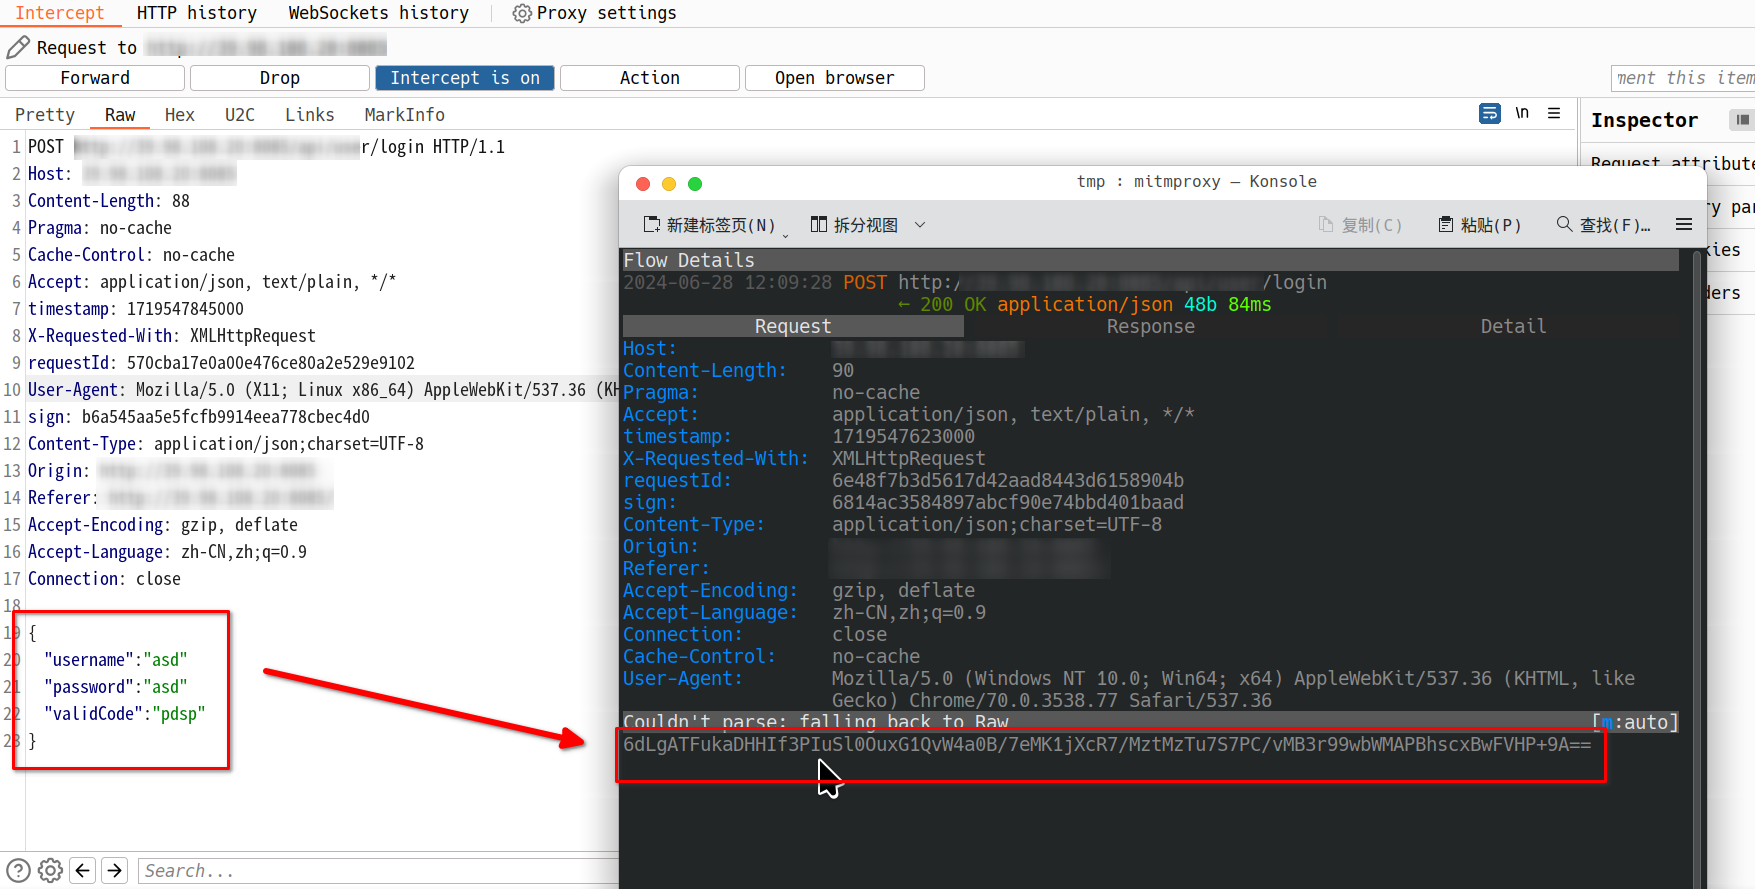 Intercept HTTP history WebSockets history Proxy settings
Request to
Forward Drop Intercept is on Action Open browser ment this item
Pretty Raw Hex U2C Links MarkInfo \n Inspector
Request attribute
ry par
kies
ders
1 POST r/login HTTP/1.1
2 Host:
3 Content-Length: 88
4 Pragma: no-cache
5 Cache-Control: no-cache
6 Accept: application/json, text/plain, */*
7 timestamp: 1719547845000
8 X-Requested-With: XMLHttpRequest
9 requestId: 570cba17e0a00e476ce80a2e529e9102
10 User-Agent: Mozilla/5.0 (X11; Linux x86_64) AppleWebKit/537.36 (KH
11 sign: b6a545aa5e5fcfb9914eea778cbec4d0
12 Content-Type: application/json;charset=UTF-8
13 Origin:
14 Referer:
15 Accept-Encoding: gzip, deflate
16 Accept-Language: zh-CN,zh;q=0.9
17 Connection: close
18
19 {
20 "username":"asd"
21 "password":"asd"
22 "validCode":"pdsp"
23 }
Search...
tmp : mitmproxy — Konsole
新建标签页(N) 拆分视图 复制(C) 粘贴(P) 查找(F)...
Flow Details
2024-06-28 12:09:28 POST http:/ /login
← 200 OK application/json 48b 84ms
Request Response Detail
Host:
Content-Length: 90
Pragma: no-cache
Accept: application/json, text/plain, */*
timestamp: 1719547623000
X-Requested-With: XMLHttpRequest
requestId: 6e48f7b3d5617d42aad8443d6158904b
sign: 6814ac3584897abcf90e74bbd401baad
Content-Type: application/json;charset=UTF-8
Origin:
Referer:
Accept-Encoding: gzip, deflate
Accept-Language: zh-CN,zh;q=0.9
Connection: close
Cache-Control: no-cache
User-Agent: Mozilla/5.0 (Windows NT 10.0; Win64; x64) AppleWebKit/537.36 (KHTML, like
Gecko) Chrome/70.0.3538.77 Safari/537.36
Couldn't parse: falling back to Raw [m:auto]
6dLgATFukaDHHIf3PIuSl0OuxG1QvW4a0B/7eMK1jXcR7/MztMzTu7S7PC/vMB3r99wbWMAPBhscxBwFVHP+9A==